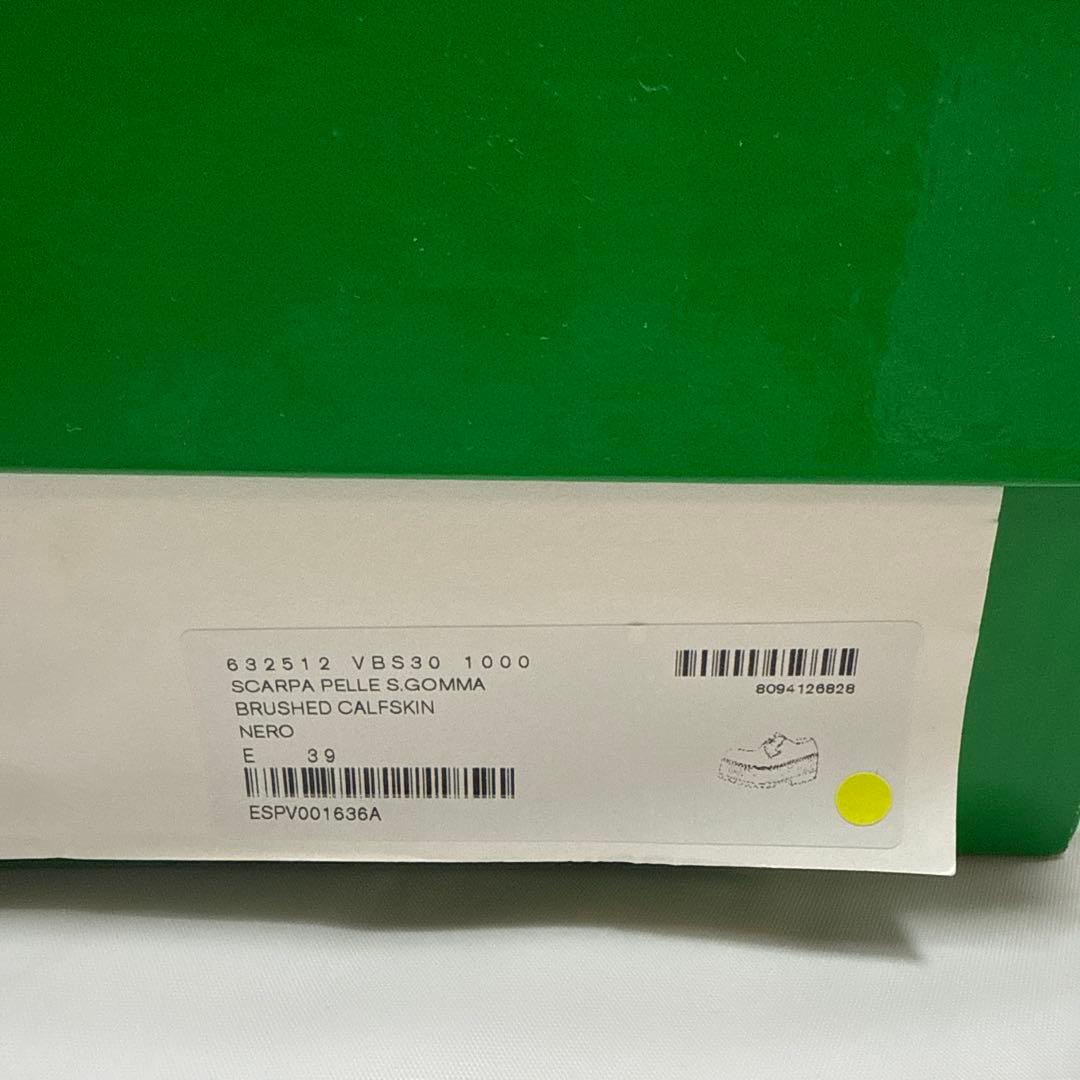 632512 VBS30 1000
SCARPA PELLE S.GOMMA
BRUSHED CALFSKIN
NERO
E 39
ESPV001636A
8094126828